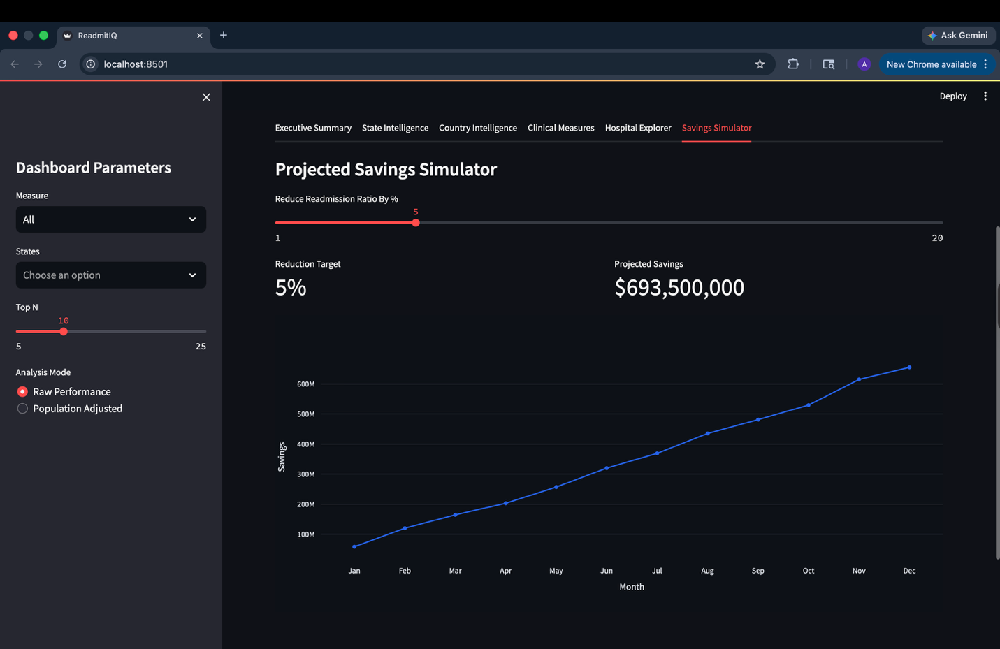 ReadmitIQ
Ask Gemini
localhost:8501
A
New Chrome available
Deploy
Dashboard Parameters
Measure
All
States
Choose an option
Top N
10
5 25
Analysis Mode
Raw Performance
Population Adjusted
Executive Summary State Intelligence Country Intelligence Clinical Measures Hospital Explorer Savings Simulator
Projected Savings Simulator
Reduce Readmission Ratio By %
5
1 20
Reduction Target Projected Savings
5% $693,500,000
600M
500M
400M
300M
200M
100M
Savings
Jan Feb Mar Apr May Jun Jul Aug Sep Oct Nov Dec
Month